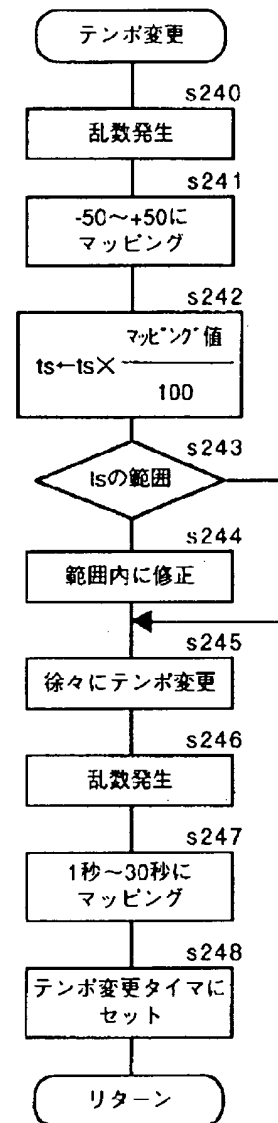 テンポ変更
s240
乱数発生
s241
-50～+50に
マッピング
s242
ts←ts×
マッピング値
100
s243
tsの範囲
s244
範囲内に修正
s245
徐々にテンポ変更
s246
乱数発生
s247
1秒～30秒に
マッピング
s248
テンポ変更タイマに
セット
リターン